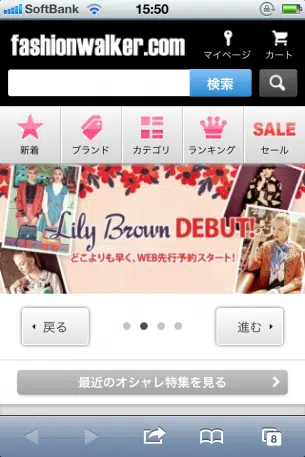 SoftBank 15:50
fashionwalker.com
マイページ
カート
検索
新着
ブランド
カテゴリ
ランキング
SALE
セール
Lily Brown DEBUT!
どこよりも早く、WEB先行予約スタート!
戻る
進む
最近のオシャレ特集を見る
8